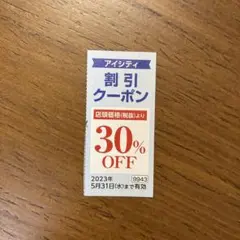 アイシティ
割引
クーポン
店頭価格(税抜)より
30%
OFF
2023年 9943
5月31日(水)まで有効